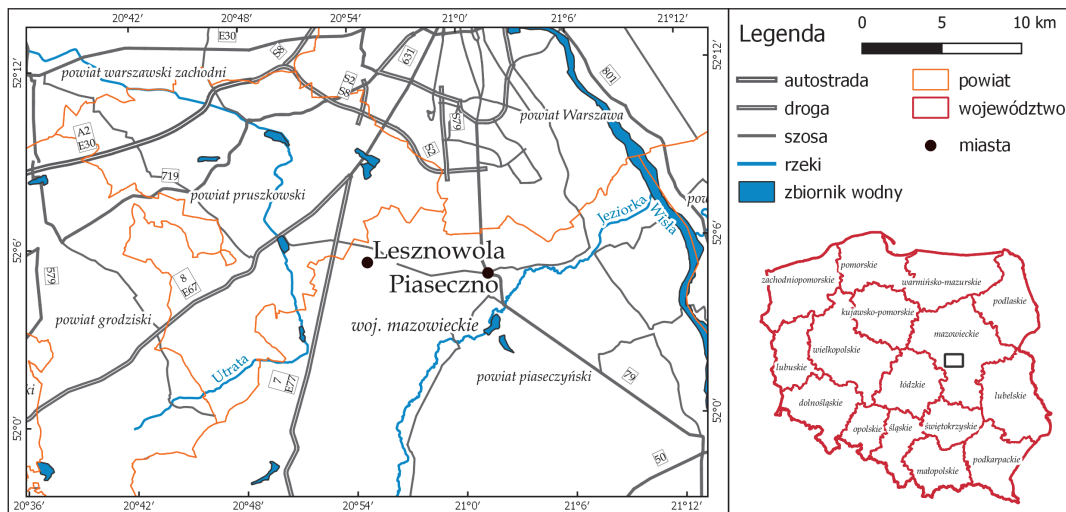 20°42'
20°48'
20°54'
21°0'
21°6'
21°12'
52°12'
52°6'
52°0'
52°12'
52°6'
52°0'
20°36'
20°42'
20°48'
20°54'
21°0'
21°6'
21°12'
E30
S8
631
801
powiat warszawski zachodni
S2
S8
S79
powiat Warszawa
A2
E30
S2
719
powiat pruszkowski
Jeziorka
Wisła
pow
Lesznowola
Piaseczno
579
8
E67
powiat grodziski
woj. mazowieckie
Utrata
7
E77
powiat piaseczyński
79
ki
50
Legenda
0
5
10 km
autostrada
droga
szosa
rzeki
zbiornik wodny
powiat
województwo
miasta
pomorskie
zachodniopomorskie
warmińsko-mazurskie
podlaskie
kujawsko-pomorskie
mazowieckie
wielkopolskie
lubuskie
łódzkie
lubelskie
dolnośląskie
opolskie
śląskie
świętokrzyskie
małopolskie
podkarpackie